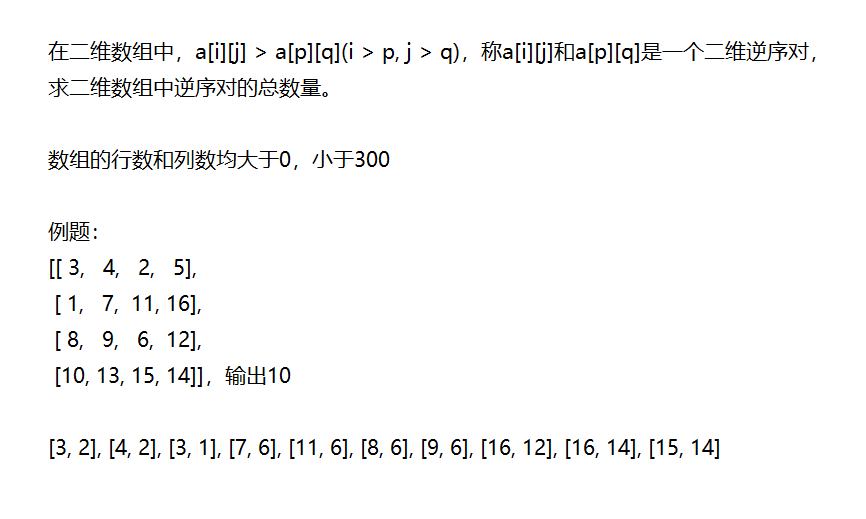 在二维数组中，a[i][j] > a[p][q](i > p, j > q)，称a[i][j]和a[p][q]是一个二维逆序对，
求二维数组中逆序对的总数量。
数组的行数和列数均大于0，小于300
例题：
[[ 3, 4, 2, 5],
[ 1, 7, 11, 16],
[ 8, 9, 6, 12],
[10, 13, 15, 14]]，输出10
[3, 2], [4, 2], [3, 1], [7, 6], [11, 6], [8, 6], [9, 6], [16, 12], [16, 14], [15, 14]